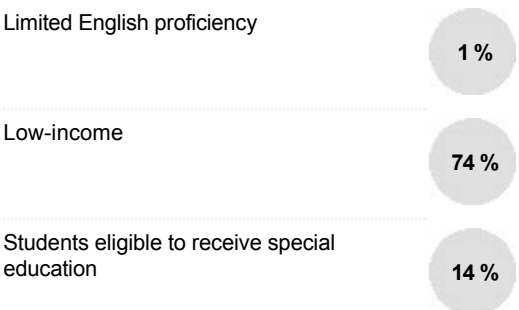 Limited English proficiency
1 %
Low-income
74 %
Students eligible to receive special
education
14 %